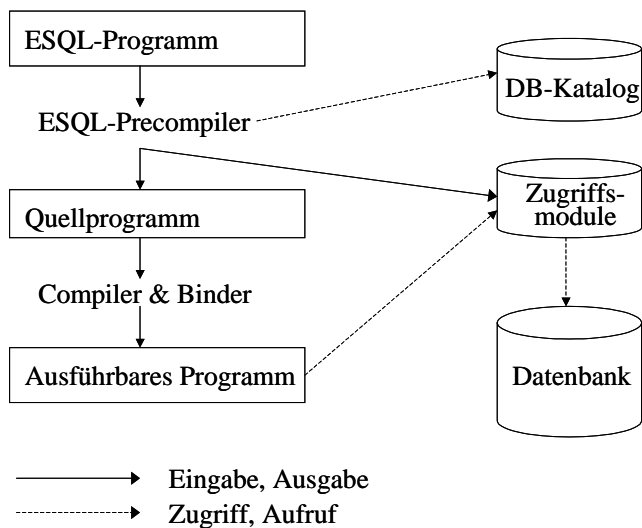 ESQL-Programm
DB-Katalog
ESQL-Precompiler
Zugriffs-
module
Quellprogramm
Compiler & Binder
Ausführbares Programm
Datenbank
Eingabe, Ausgabe
Zugriff, Aufruf